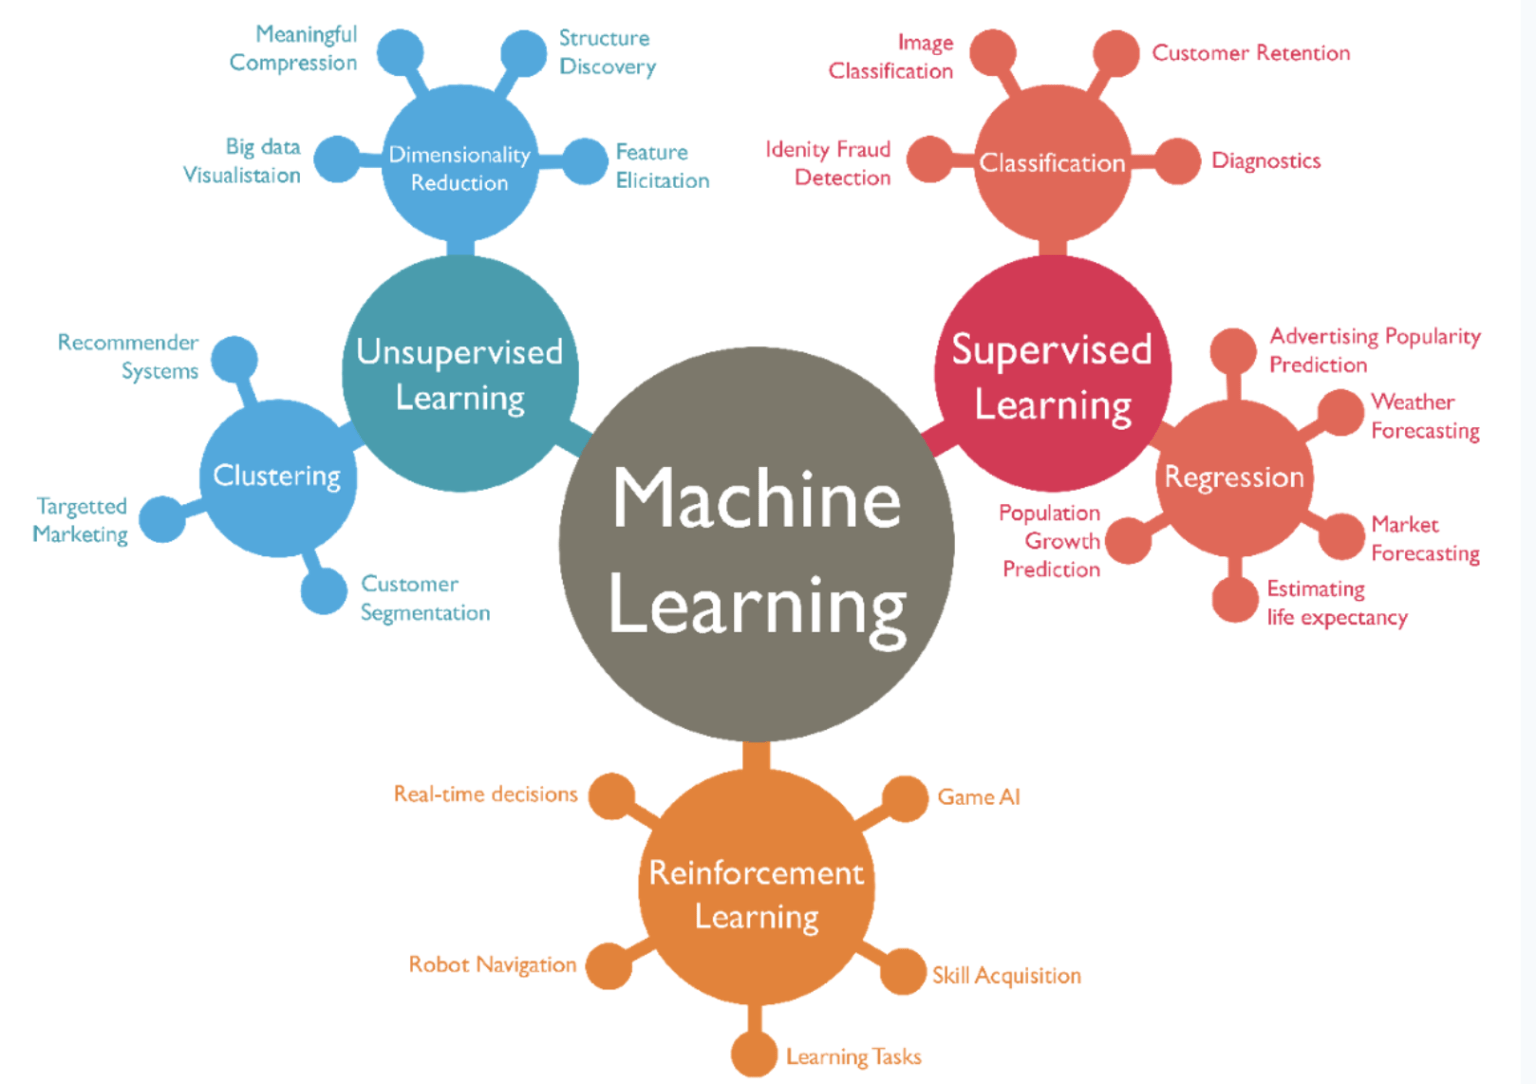 Meaningful
Compression
Structure
Discovery
Big data
Visualistaion
Dimensionality
Reduction
Feature
Elicitation
Image
Classification
Customer Retention
Idenity Fraud
Detection
Classification
Diagnostics
Unsupervised
Learning
Recommender
Systems
Clustering
Targetted
Marketing
Customer
Segmentation
Supervised
Learning
Advertising Popularity
Prediction
Weather
Forecasting
Regression
Population
Growth
Prediction
Market
Forecasting
Estimating
life expectancy
Machine
Learning
Real-time decisions
Game AI
Reinforcement
Learning
Robot Navigation
Skill Acquisition
Learning Tasks